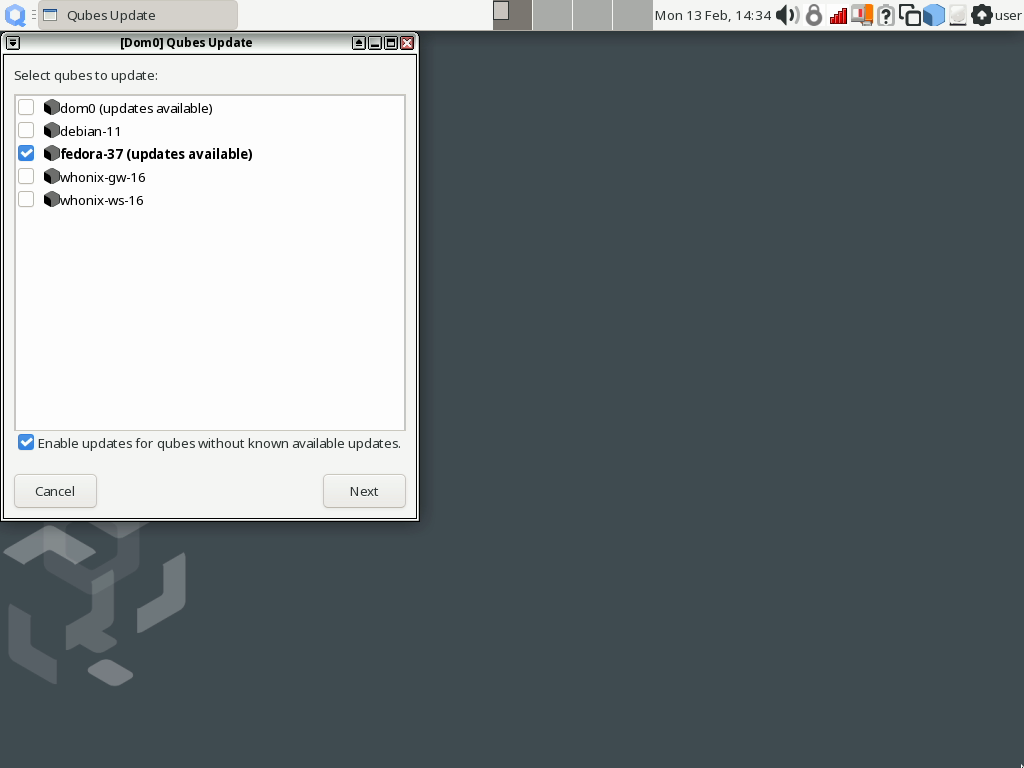 Qubes Update
Mon 13 Feb, 14:34
user
[Dom0] Qubes Update
Select qubes to update:
dom0 (updates available)
debian-11
fedora-37 (updates available)
whonix-gw-16
whonix-ws-16
Enable updates for qubes without known available updates.
Cancel
Next